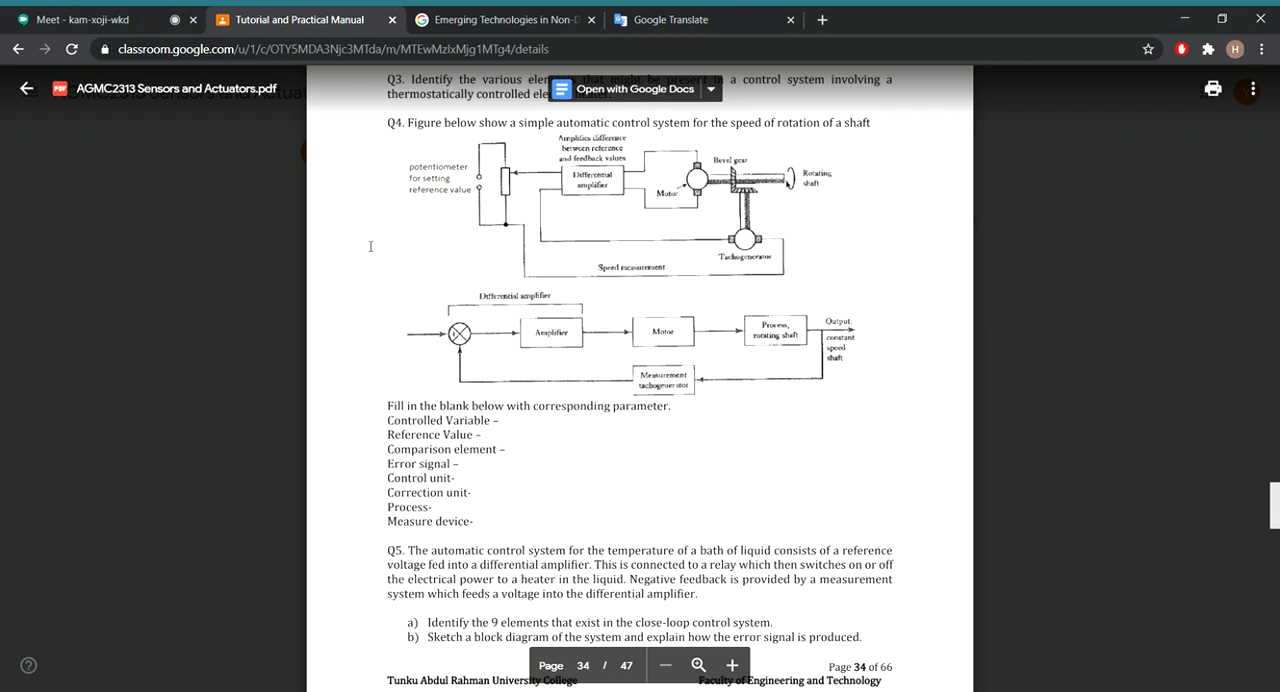 Meet - kam-xoji-wkd
Tutorial and Practical Manual
Emerging Technologies in Non-D
Google Translate
classroom.google.com/u/1/c/OTY5MDA3Njc3MTda/m/MTEwMzIxMjg1MTg4/details
H
PDF AGMC2313 Sensors and Actuators.pdf
Open with Google Docs
Q3. Identify the various that might be present in a control system involving a
thermostatically controlled
Q4. Figure below show a simple automatic control system for the speed of rotation of a shaft
Amplifies difference
between reference
and feedback values
potentiometer
for setting
reference value
Differential
amplifier
Motor
Bevel gear
Rotating
shaft
Tachogenerator
Speed measurement
Differential amplifier
Amplifier
Motor
Process,
rotating shaft
Output:
constant
speed
shaft
Measurement
tachogenerator
Fill in the blank below with corresponding parameter.
Controlled Variable –
Reference Value –
Comparison element –
Error signal –
Control unit-
Correction unit-
Process-
Measure device-
Q5. The automatic control system for the temperature of a bath of liquid consists of a reference
voltage fed into a differential amplifier. This is connected to a relay which then switches on or off
the electrical power to a heater in the liquid. Negative feedback is provided by a measurement
system which feeds a voltage into the differential amplifier.
a) Identify the 9 elements that exist in the close-loop control system.
b) Sketch a block diagram of the system and explain how the error signal is produced.
Page 34 / 47
Page 34 of 66
Tunku Abdul Rahman University College
Faculty of Engineering and Technology